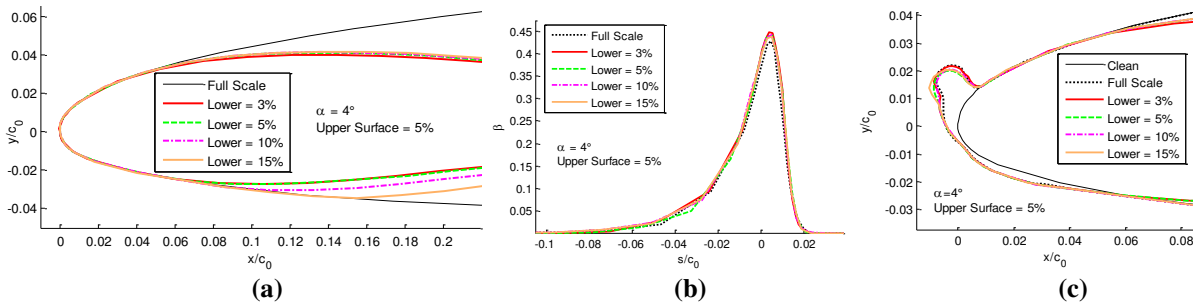 0.06
0.04
0.02
0
-0.02
-0.04
y/c0
Full Scale
Lower = 3%
Lower = 5%
Lower = 10%
Lower = 15%
α = 4°
Upper Surface = 5%
0 0.02 0.04 0.06 0.08 0.1 0.12 0.14 0.16 0.18 0.2
x/c0
(a)
0.45
0.4
0.35
0.3
0.25
0.2
0.15
0.1
0.05
β
Full Scale
Lower = 3%
Lower = 5%
Lower = 10%
Lower = 15%
α = 4°
Upper Surface = 5%
-0.1 -0.08 -0.06 -0.04 -0.02 0 0.02
s/c0
(b)
0.04
0.03
0.02
0.01
0
-0.01
-0.02
-0.03
y/c0
Clean
Full Scale
Lower = 3%
Lower = 5%
Lower = 10%
Lower = 15%
α=4°
Upper Surface = 5%
0 0.02 0.04 0.06 0.08
x/c0
(c)